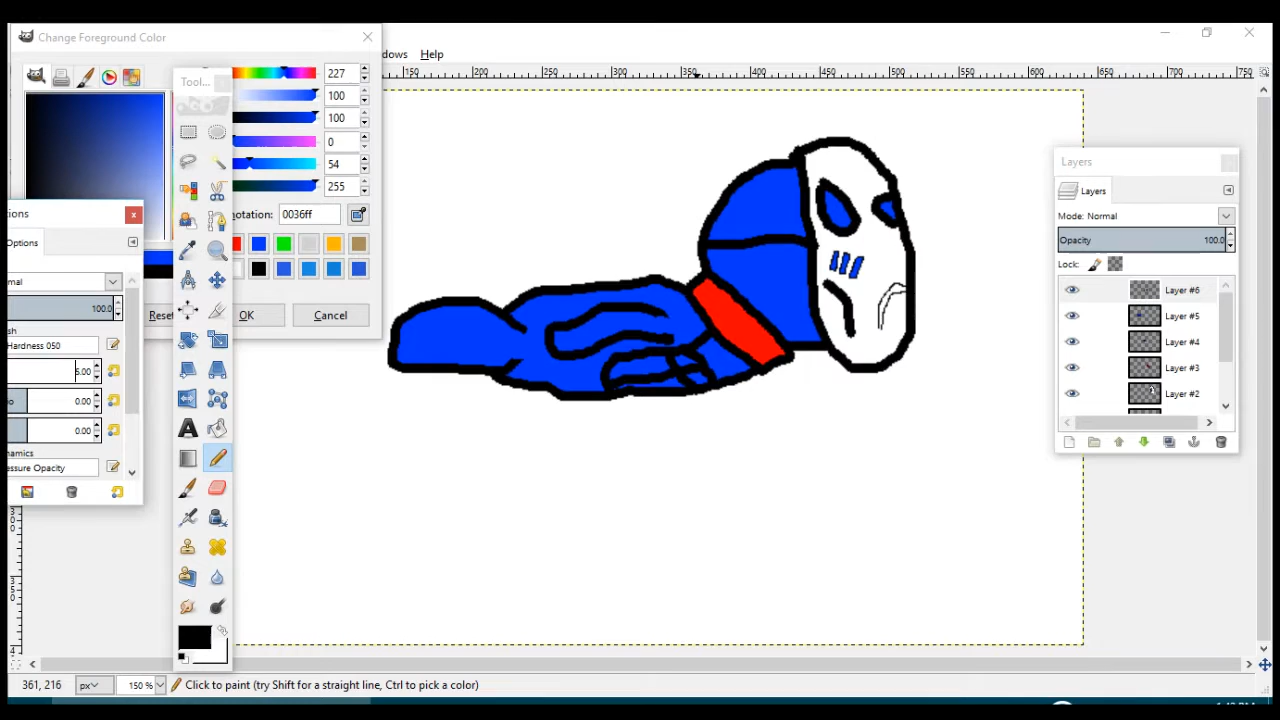 Change Foreground Color
dows Help
150 200 250 300 350 400 450 500 550 600 650 700 750
Tool...
227
100
100
0
54
255
notation: 0036ff
Reset OK Cancel
tions
Options
mal
100.0
sh
Hardness 050
5.00
0.00
0.00
namics
essure Opacity
Layers
Layers
Mode: Normal
Opacity 100.0
Lock:
Layer #6
Layer #5
Layer #4
Layer #3
Layer #2
361, 216 px 150 % Click to paint (try Shift for a straight line, Ctrl to pick a color)